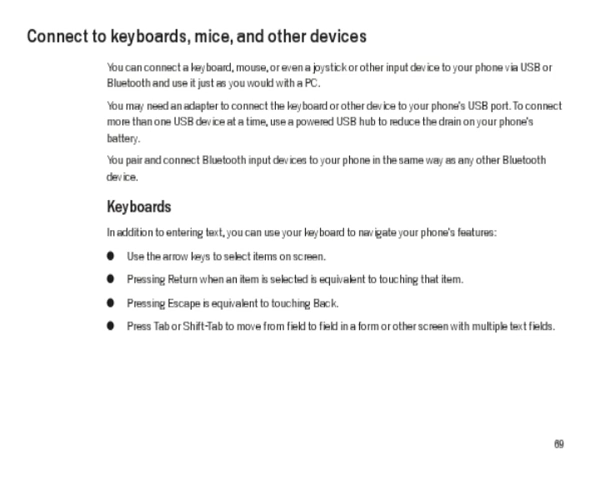 Connect to keyboards, mice, and other devices
You can connect a keyboard, mouse, or even a joystick or other input device to your phone via USB or
Bluetooth and use it just as you would with a PC.
You may need an adapter to connect the keyboard or other device to your phone's USB port. To connect
more than one USB device at a time, use a powered USB hub to reduce the drain on your phone's
battery.
You pair and connect Bluetooth input devices to your phone in the same way as any other Bluetooth
device.
Keyboards
In addition to entering text, you can use your keyboard to navigate your phone's features:
● Use the arrow keys to select items on screen.
● Pressing Return when an item is selected is equivalent to touching that item.
● Pressing Escape is equivalent to touching Back.
● Press Tab or Shift-Tab to move from field to field in a form or other screen with multiple text fields.
69